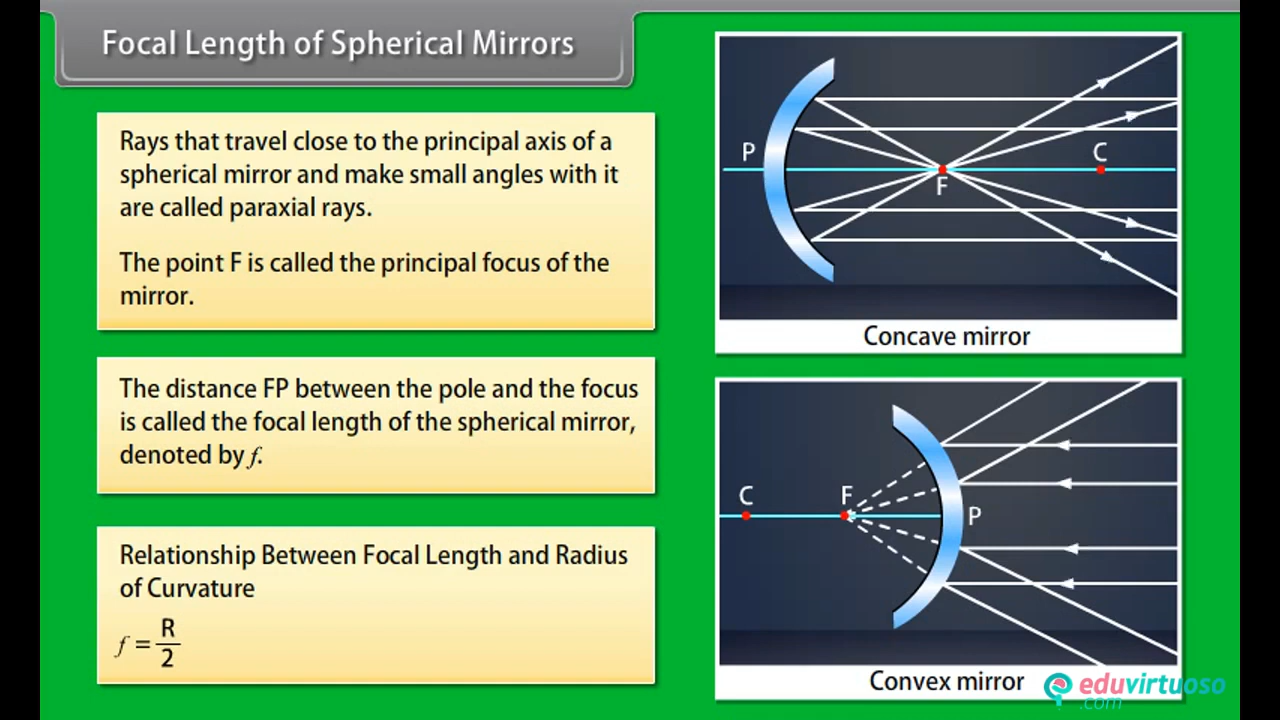 Focal Length of Spherical Mirrors
Rays that travel close to the principal axis of a
spherical mirror and make small angles with it
are called paraxial rays.
The point F is called the principal focus of the
mirror.
The distance FP between the pole and the focus
is called the focal length of the spherical mirror,
denoted by f.
Relationship Between Focal Length and Radius
of Curvature
f = R/2
P
C
F
Concave mirror
C
F
P
Convex mirror
eduvirtuoso
.com